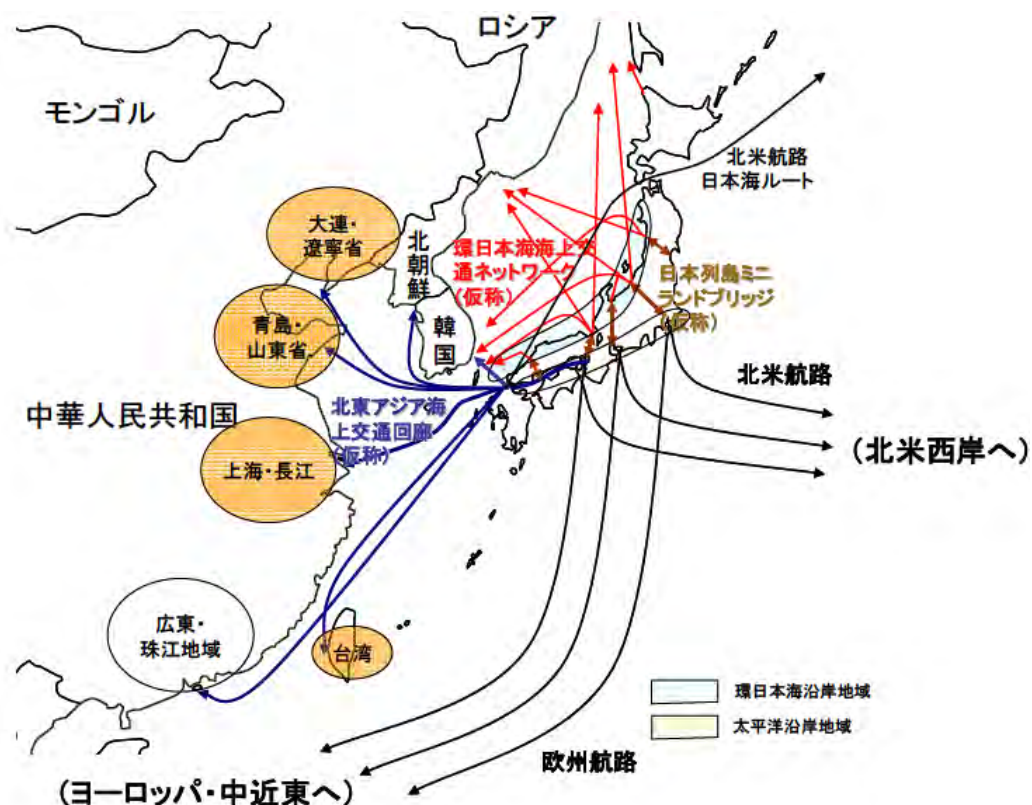 ロシア
モンゴル
北米航路
日本海ルート
大連・
遼寧省
北朝鮮
環日本海海上交
通ネットワーク
(仮称)
日本列島ミニ
ランドブリッジ
(仮称)
青島・
山東省
韓国
北米航路
中華人民共和国
北東アジア海
上交通回廊
(仮称)
(北米西岸へ)
上海・長江
広東・
珠江地域
台湾
環日本海沿岸地域
太平洋沿岸地域
欧州航路
(ヨーロッパ・中近東へ)